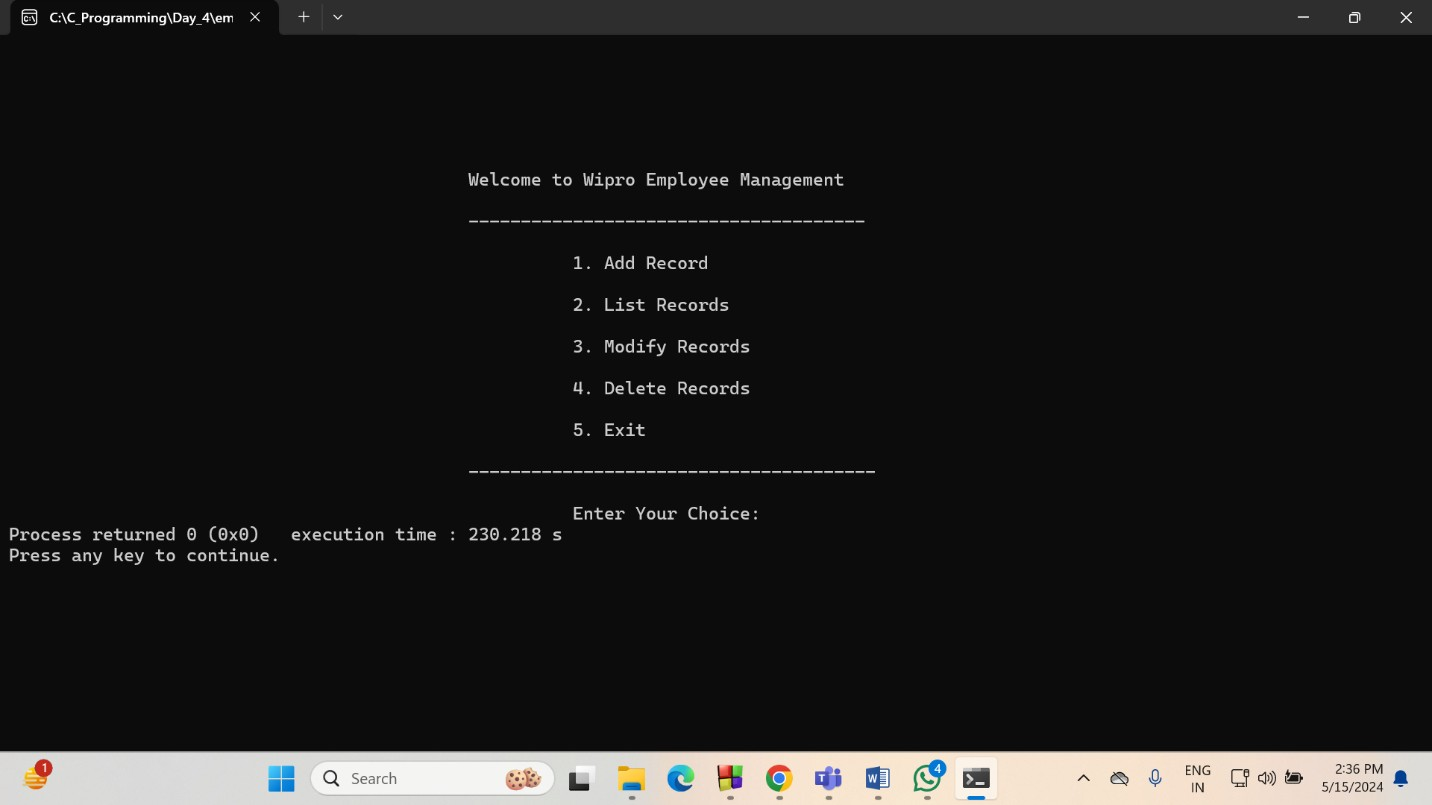 C:\C_Programming\Day_4\em
Welcome to Wipro Employee Management
--------------------------------------
1. Add Record
2. List Records
3. Modify Records
4. Delete Records
5. Exit
---------------------------------------
Enter Your Choice:
Process returned 0 (0x0)   execution time : 230.218 s
Press any key to continue.
1
Search
4
ENG
IN
2:36 PM
5/15/2024